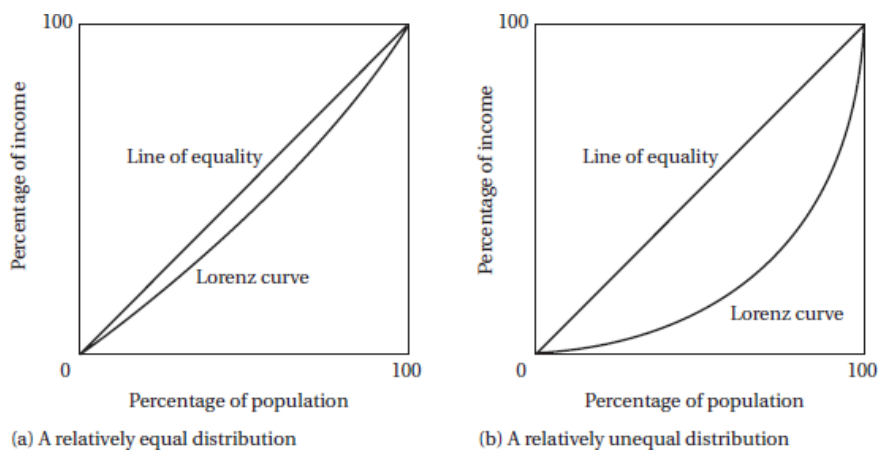 100
Percentage of income
Line of equality
Lorenz curve
0
100
Percentage of population
(a) A relatively equal distribution
100
Percentage of income
Line of equality
Lorenz curve
0
100
Percentage of population
(b) A relatively unequal distribution